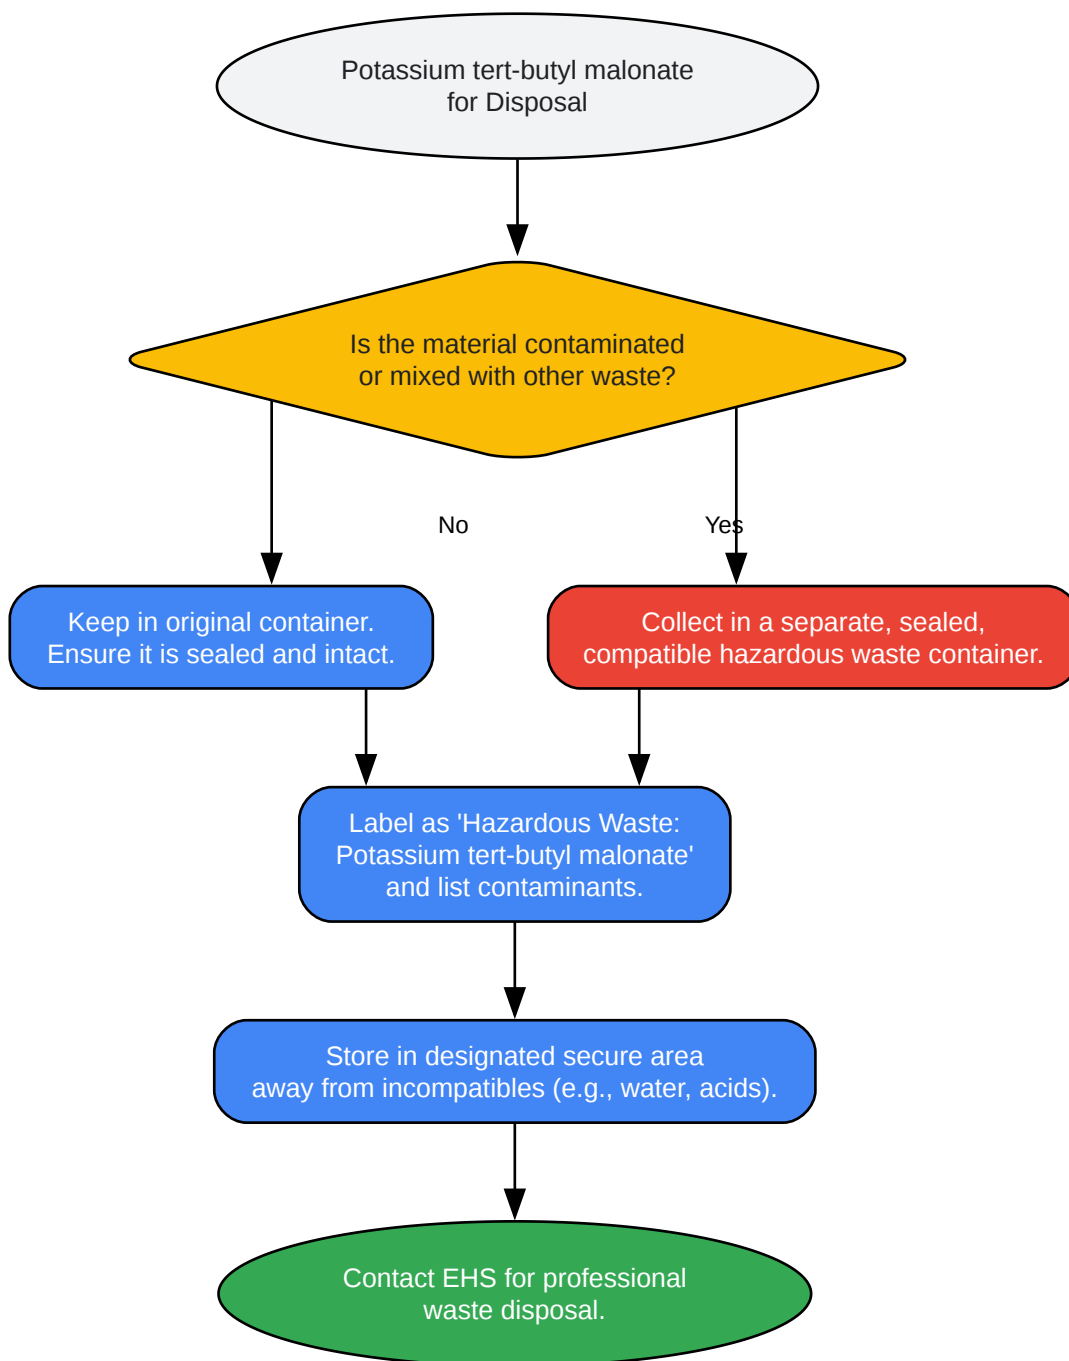 Potassium tert-butyl malonate
for Disposal
Is the material contaminated
or mixed with other waste?
No
Yes
Keep in original container.
Ensure it is sealed and intact.
Collect in a separate, sealed,
compatible hazardous waste container.
Label as 'Hazardous Waste:
Potassium tert-butyl malonate'
and list contaminants.
Store in designated secure area
away from incompatibles (e.g., water, acids).
Contact EHS for professional
waste disposal.